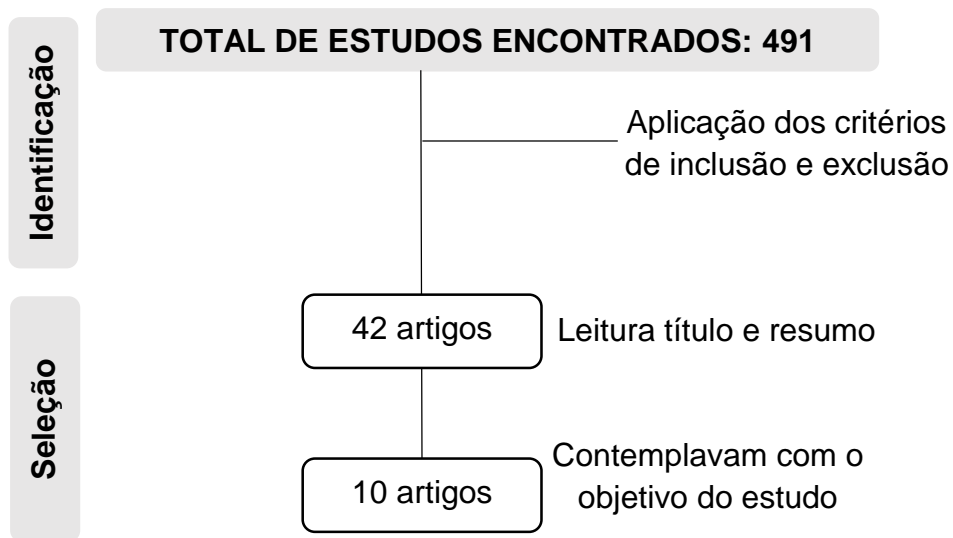 Identificação
TOTAL DE ESTUDOS ENCONTRADOS: 491
Aplicação dos critérios
de inclusão e exclusão
Seleção
42 artigos
Leitura título e resumo
10 artigos
Contemplavam com o
objetivo do estudo